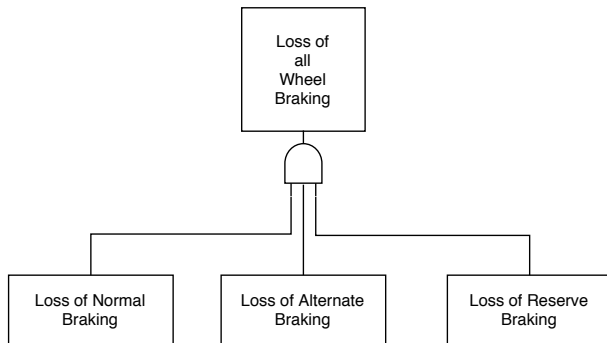 Loss of
all
Wheel
Braking
Loss of Normal
Braking
Loss of Alternate
Braking
Loss of Reserve
Braking